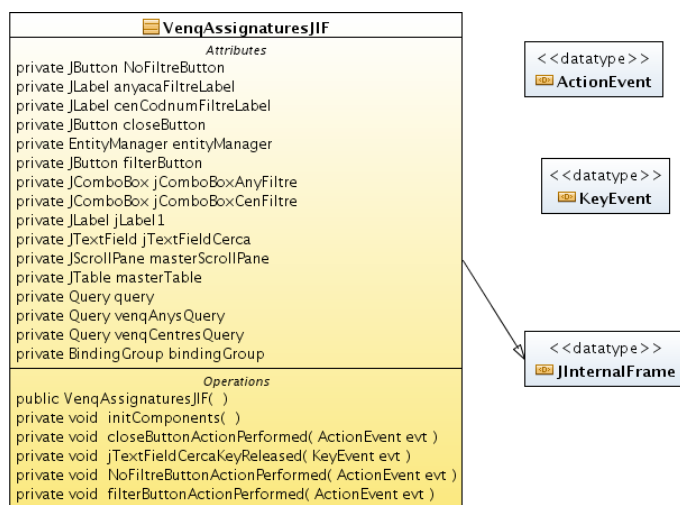 VenqAssignaturesJIF
Attributes
private JButton NoFiltreButton
private JLabel anyacaFiltreLabel
private JLabel cenCodnumFiltreLabel
private JButton closeButton
private EntityManager entityManager
private JButton filterButton
private JComboBox jComboBoxAnyFiltre
private JComboBox jComboBoxCenFiltre
private JLabel jLabel1
private JTextField jTextFieldCerca
private JScrollPane masterScrollPane
private JTable masterTable
private Query query
private Query venqAnysQuery
private Query venqCentresQuery
private BindingGroup bindingGroup
Operations
public VenqAssignaturesJIF( )
private void initComponents( )
private void closeButtonActionPerformed( ActionEvent evt )
private void jTextFieldCercaKeyReleased( KeyEvent evt )
private void NoFiltreButtonActionPerformed( ActionEvent evt )
private void filterButtonActionPerformed( ActionEvent evt )
<<datatype>>
ActionEvent
<<datatype>>
KeyEvent
<<datatype>>
JInternalFrame